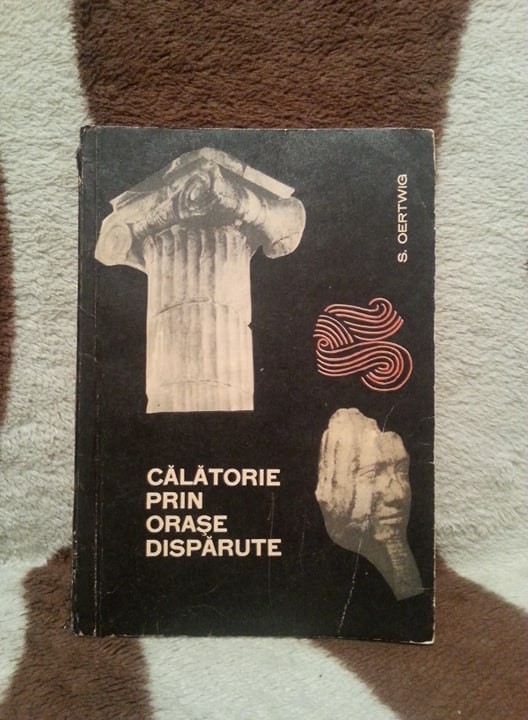 S. OERTWIG
CĂLĂTORIE
PRIN
ORAȘE
DISPĂRUTE